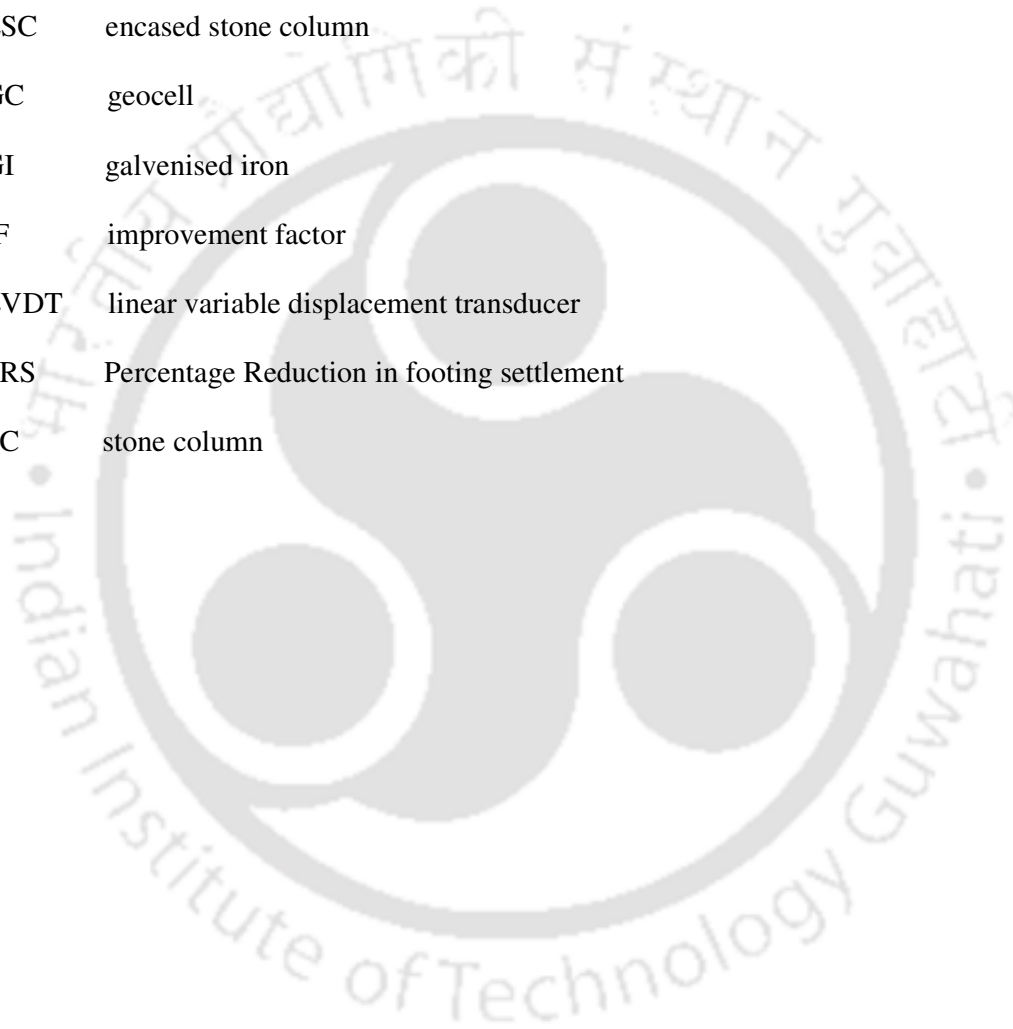 SC encased stone column
GC geocell
GI galvenised iron
F improvement factor
VDT linear variable displacement transducer
RS Percentage Reduction in footing settlement
C stone column
भारतीय प्रौद्योगिकी संस्थान गुवाहाटी
• Indian Institute of Technology Guwahati •